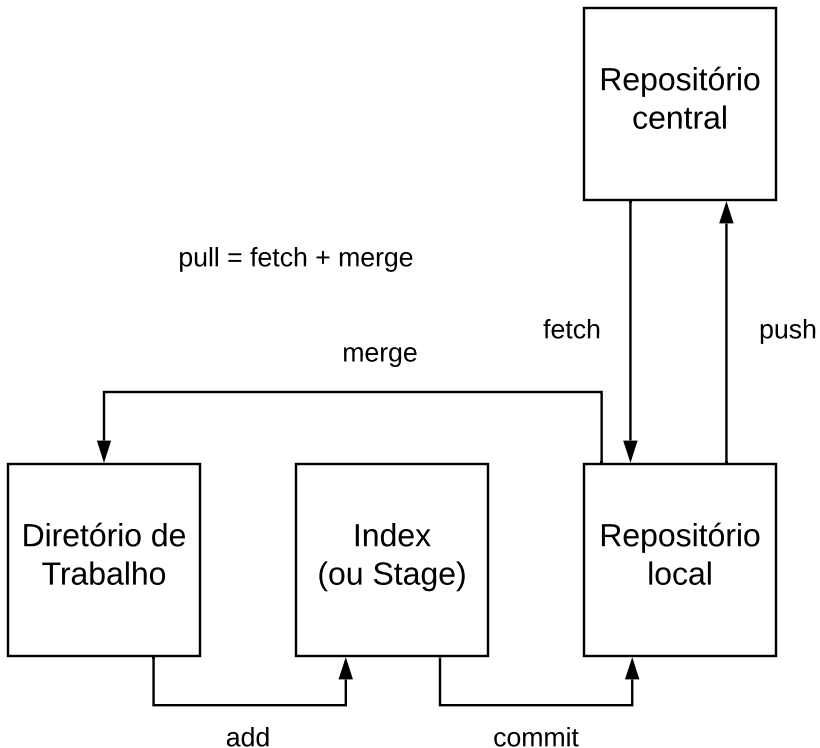 Repositório
central
pull = fetch + merge
fetch
push
merge
Diretório de
Trabalho
Index
(ou Stage)
Repositório
local
add
commit